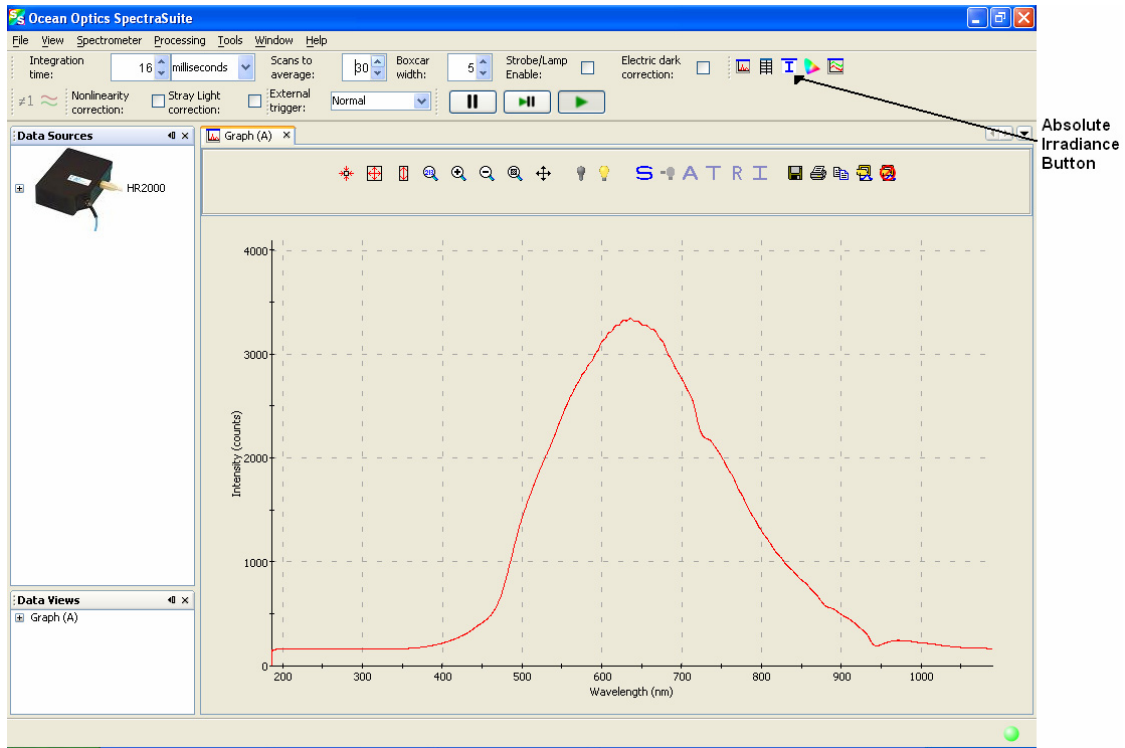 Ocean Optics SpectraSuite
File View Spectrometer Processing Tools Window Help
Integration time: 16 milliseconds Scans to average: 30 Boxcar width: 5 Strobe/Lamp Enable: Electric dark correction:
≠1 Nonlinearity correction: Stray Light correction: External trigger: Normal
Absolute
Irradiance
Button
Data Sources
HR2000
Data Views
Graph (A)
Graph (A)
S A T R I
4000
3000
2000
1000
0
Intensity (counts)
200 300 400 500 600 700 800 900 1000
Wavelength (nm)